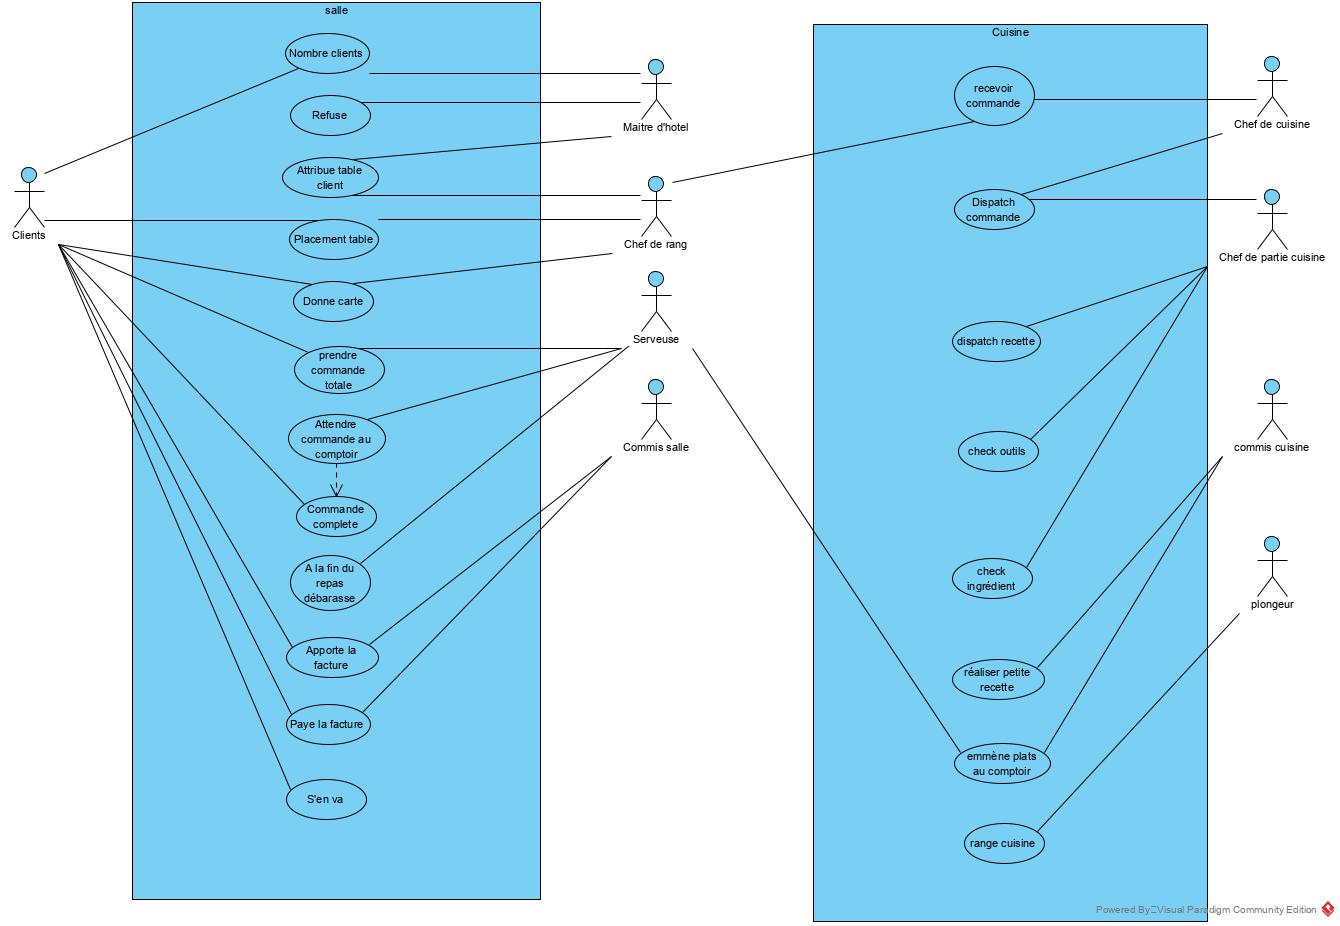 salle
Nombre clients
Refuse
Attribue table
client
Placement table
Donne carte
prendre
commande
totale
Attendre
commande au
comptoir
Commande
complete
A la fin du
repas
débarasse
Apporte la
facture
Paye la facture
S'en va
Clients
Maitre d'hotel
Chef de rang
Serveuse
Commis salle
Cuisine
recevoir
commande
Dispatch
commande
dispatch recette
check outils
check
ingrédient
réaliser petite
recette
emmène plats
au comptoir
range cuisine
Chef de cuisine
Chef de partie cuisine
commis cuisine
plongeur
Powered By Visual Paradigm Community Edition